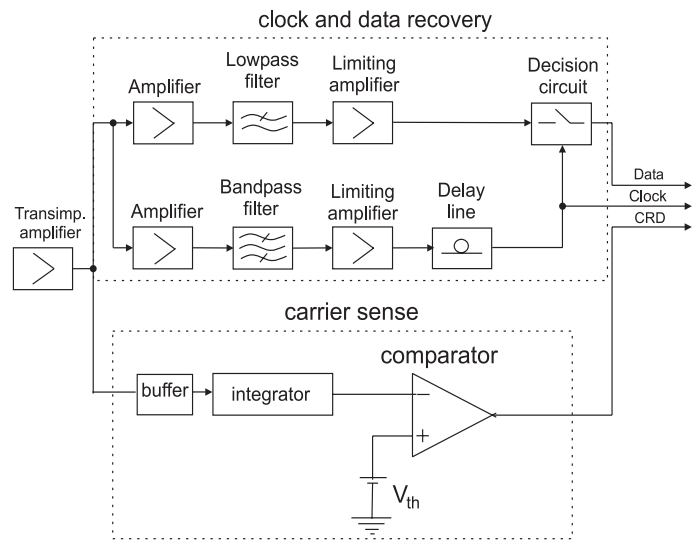 clock and data recovery
Amplifier
Lowpass
filter
Limiting
amplifier
Decision
circuit
Data
Clock
CRD
Transimp.
amplifier
Amplifier
Bandpass
filter
Limiting
amplifier
Delay
line
carrier sense
buffer
integrator
comparator
Vth